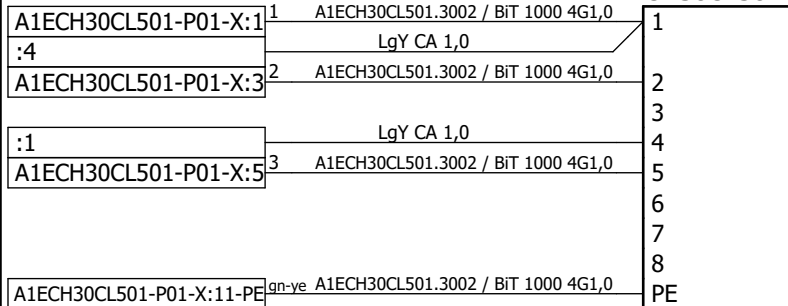 A1ECH30CL501-P01-X:1 1 A1ECH30CL501.3002 / BiT 1000 4G1,0 1
:4 LgY CA 1,0
A1ECH30CL501-P01-X:3 2 A1ECH30CL501.3002 / BiT 1000 4G1,0 2
3
:1 LgY CA 1,0 4
A1ECH30CL501-P01-X:5 3 A1ECH30CL501.3002 / BiT 1000 4G1,0 5
6
7
8
A1ECH30CL501-P01-X:11-PE gn-ye A1ECH30CL501.3002 / BiT 1000 4G1,0 PE